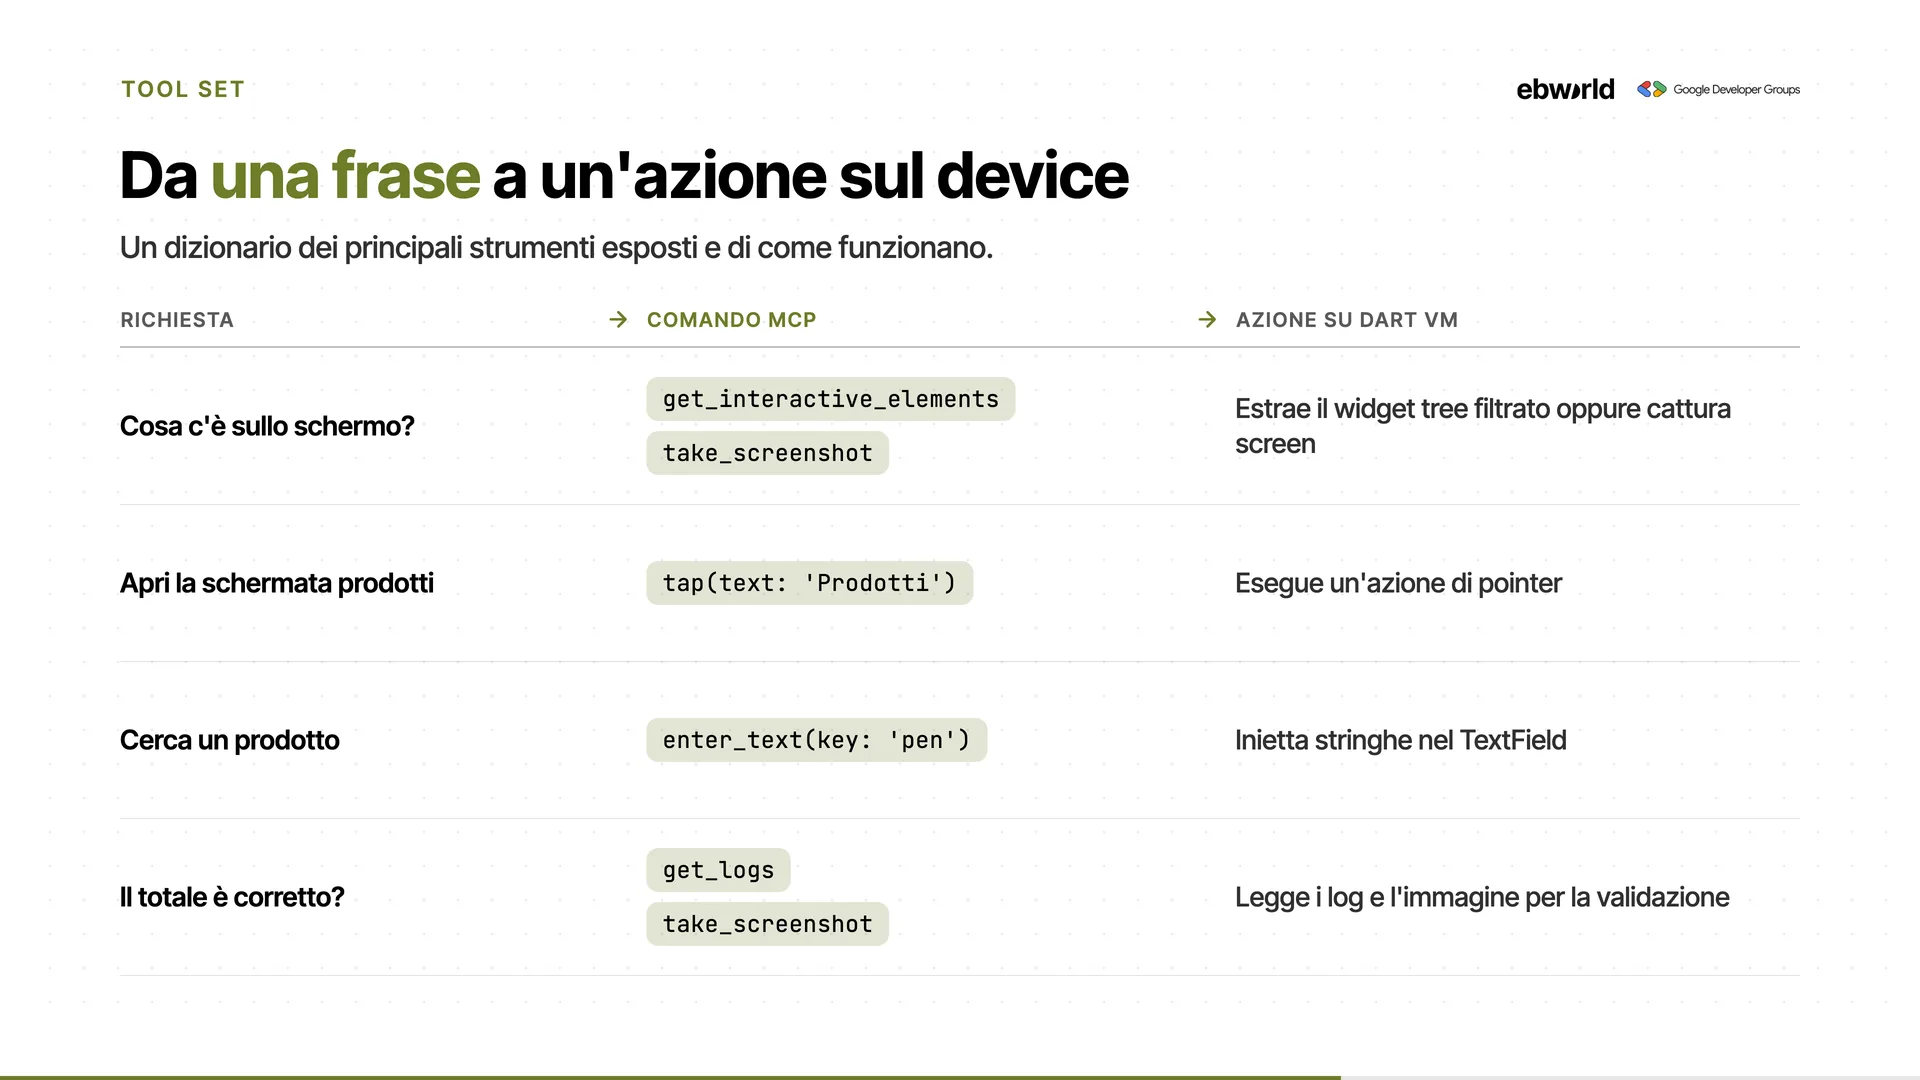 TOOL SET
ebworld
Google Developer Groups
Da una frase a un'azione sul device
Un dizionario dei principali strumenti esposti e di come funzionano.
RICHIESTA → COMANDO MCP → AZIONE SU DART VM
Cosa c'è sullo schermo?
get_interactive_elements
take_screenshot
Estrae il widget tree filtrato oppure cattura
screen
Apri la schermata prodotti
tap(text: 'Prodotti')
Esegue un'azione di pointer
Cerca un prodotto
enter_text(key: 'pen')
Inietta stringhe nel TextField
Il totale è corretto?
get_logs
take_screenshot
Legge i log e l'immagine per la validazione